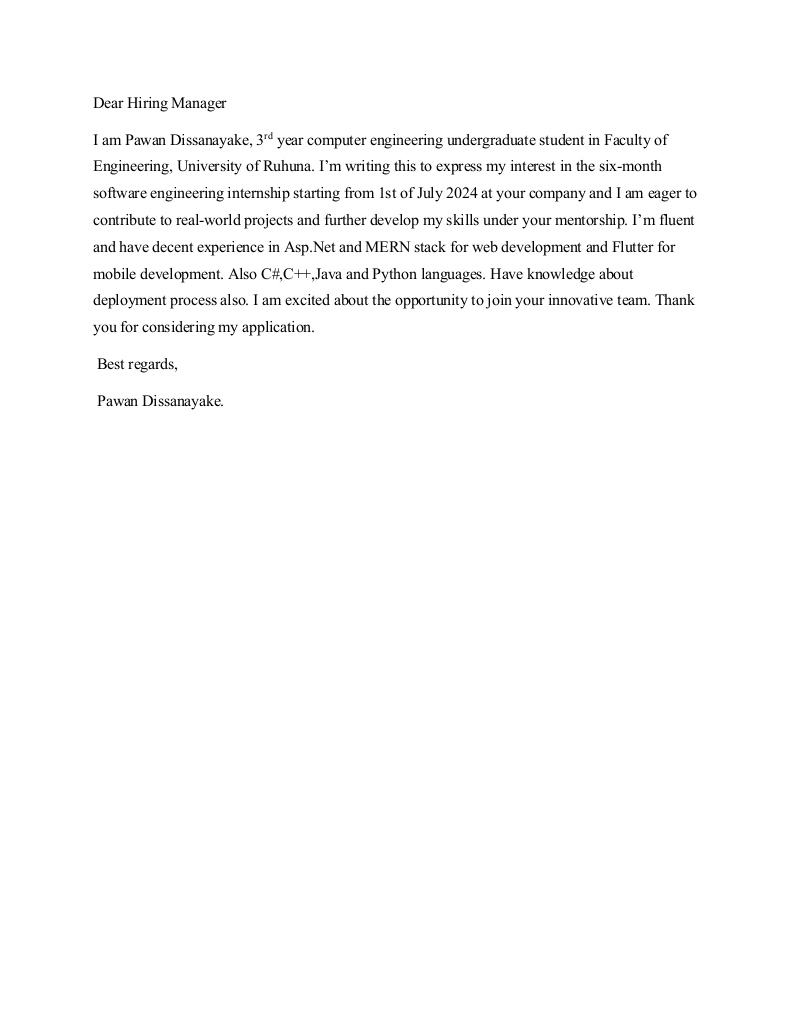 Dear Hiring Manager
I am Pawan Dissanayake, 3rd year computer engineering undergraduate student in Faculty of
Engineering, University of Ruhuna. I’m writing this to express my interest in the six-month
software engineering internship starting from 1st of July 2024 at your company and I am eager to
contribute to real-world projects and further develop my skills under your mentorship. I’m fluent
and have decent experience in Asp.Net and MERN stack for web development and Flutter for
mobile development. Also C#,C++,Java and Python languages. Have knowledge about
deployment process also. I am excited about the opportunity to join your innovative team. Thank
you for considering my application.
Best regards,
Pawan Dissanayake.